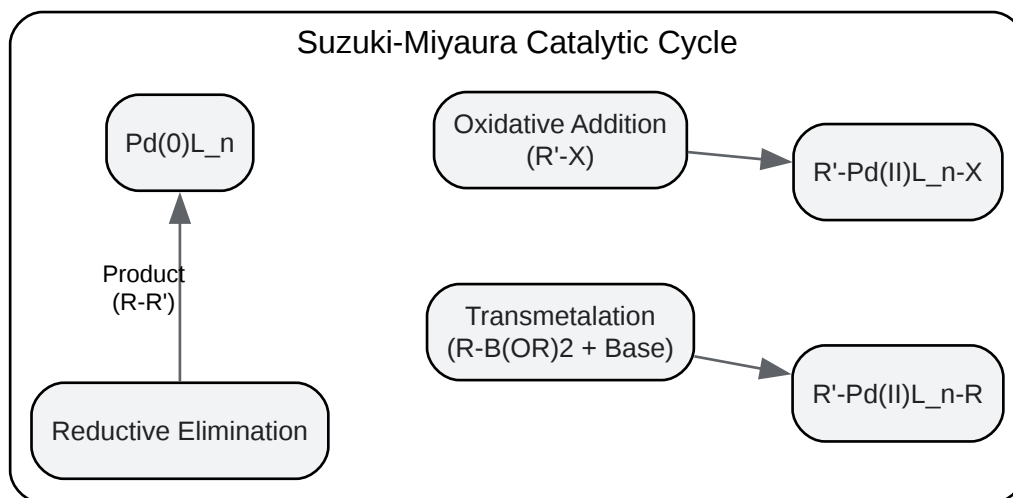 Suzuki-Miyaura Catalytic Cycle
Pd(0)L_n
Oxidative Addition
(R'-X)
R'-Pd(II)L_n-X
Product
(R-R')
Transmetalation
(R-B(OR)2 + Base)
R'-Pd(II)L_n-R
Reductive Elimination